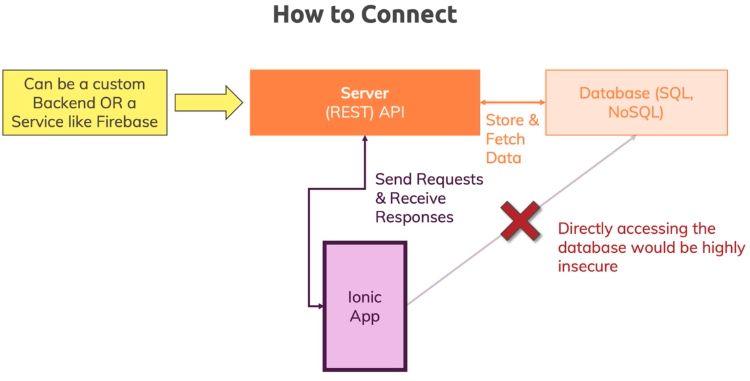 How to Connect
Can be a custom
Backend OR a
Service like Firebase
Server
(REST) API
Database (SQL,
NoSQL)
Store &
Fetch
Data
Send Requests
& Receive
Responses
Directly accessing the
database would be highly
insecure
Ionic
App